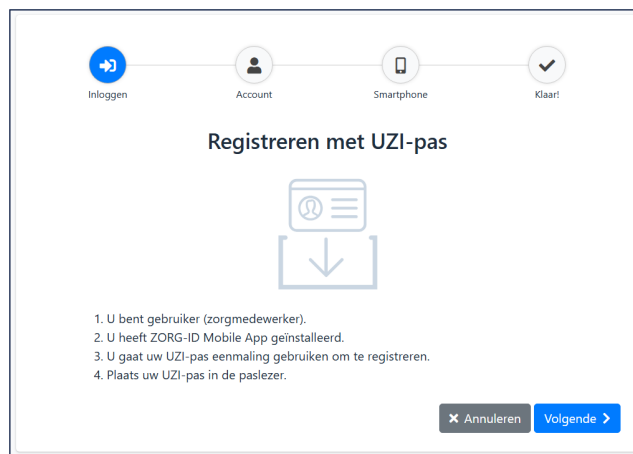 Inloggen
Account
Smartphone
Klaar!
Registreren met UZI-pas
1. U bent gebruiker (zorgmedewerker).
2. U heeft ZORG-ID Mobile App geïnstalleerd.
3. U gaat uw UZI-pas eenmaling gebruiken om te registreren.
4. Plaats uw UZI-pas in de paslezer.
Annuleren
Volgende